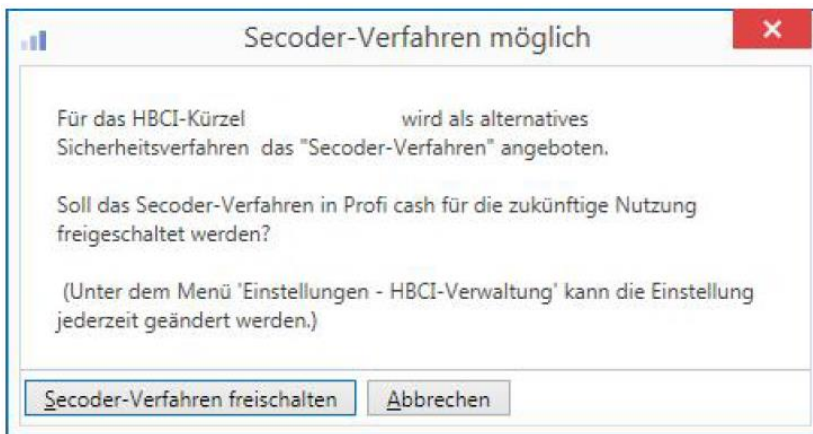 Secoder-Verfahren möglich
Für das HBCI-Kürzel wird als alternatives
Sicherheitsverfahren das "Secoder-Verfahren" angeboten.
Soll das Secoder-Verfahren in Profi cash für die zukünftige Nutzung
freigeschaltet werden?
(Unter dem Menü 'Einstellungen - HBCI-Verwaltung' kann die Einstellung
jederzeit geändert werden.)
Secoder-Verfahren freischalten Abbrechen